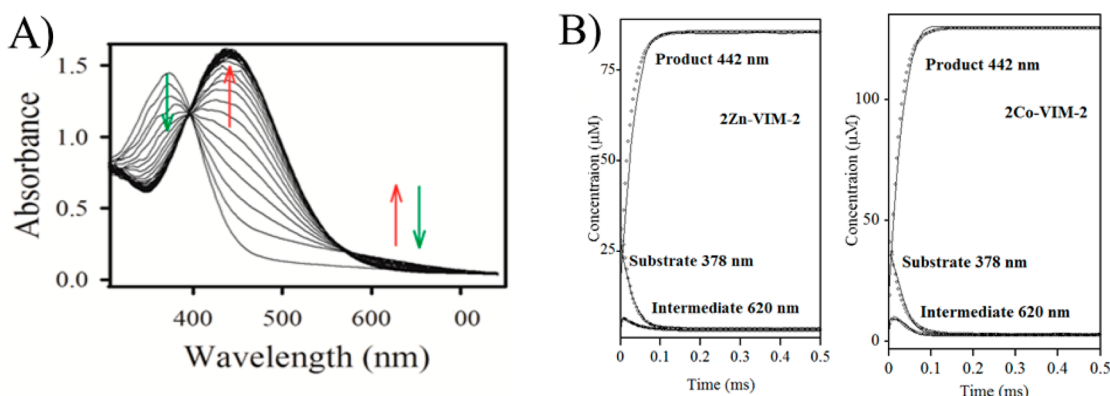 A)
1.5
1.0
0.5
0.0
Absorbance
400
500
600
00
Wavelength (nm)
B)
75
50
25
Concentraion (µM)
Product 442 nm
2Zn-VIM-2
Substrate 378 nm
Intermediate 620 nm
0
0.1
0.2
0.3
0.4
0.5
Time (ms)
100
50
0
Concentraion (µM)
Product 442 nm
2Co-VIM-2
Substrate 378 nm
Intermediate 620 nm
0
0.1
0.2
0.3
0.4
0.5
Time (ms)